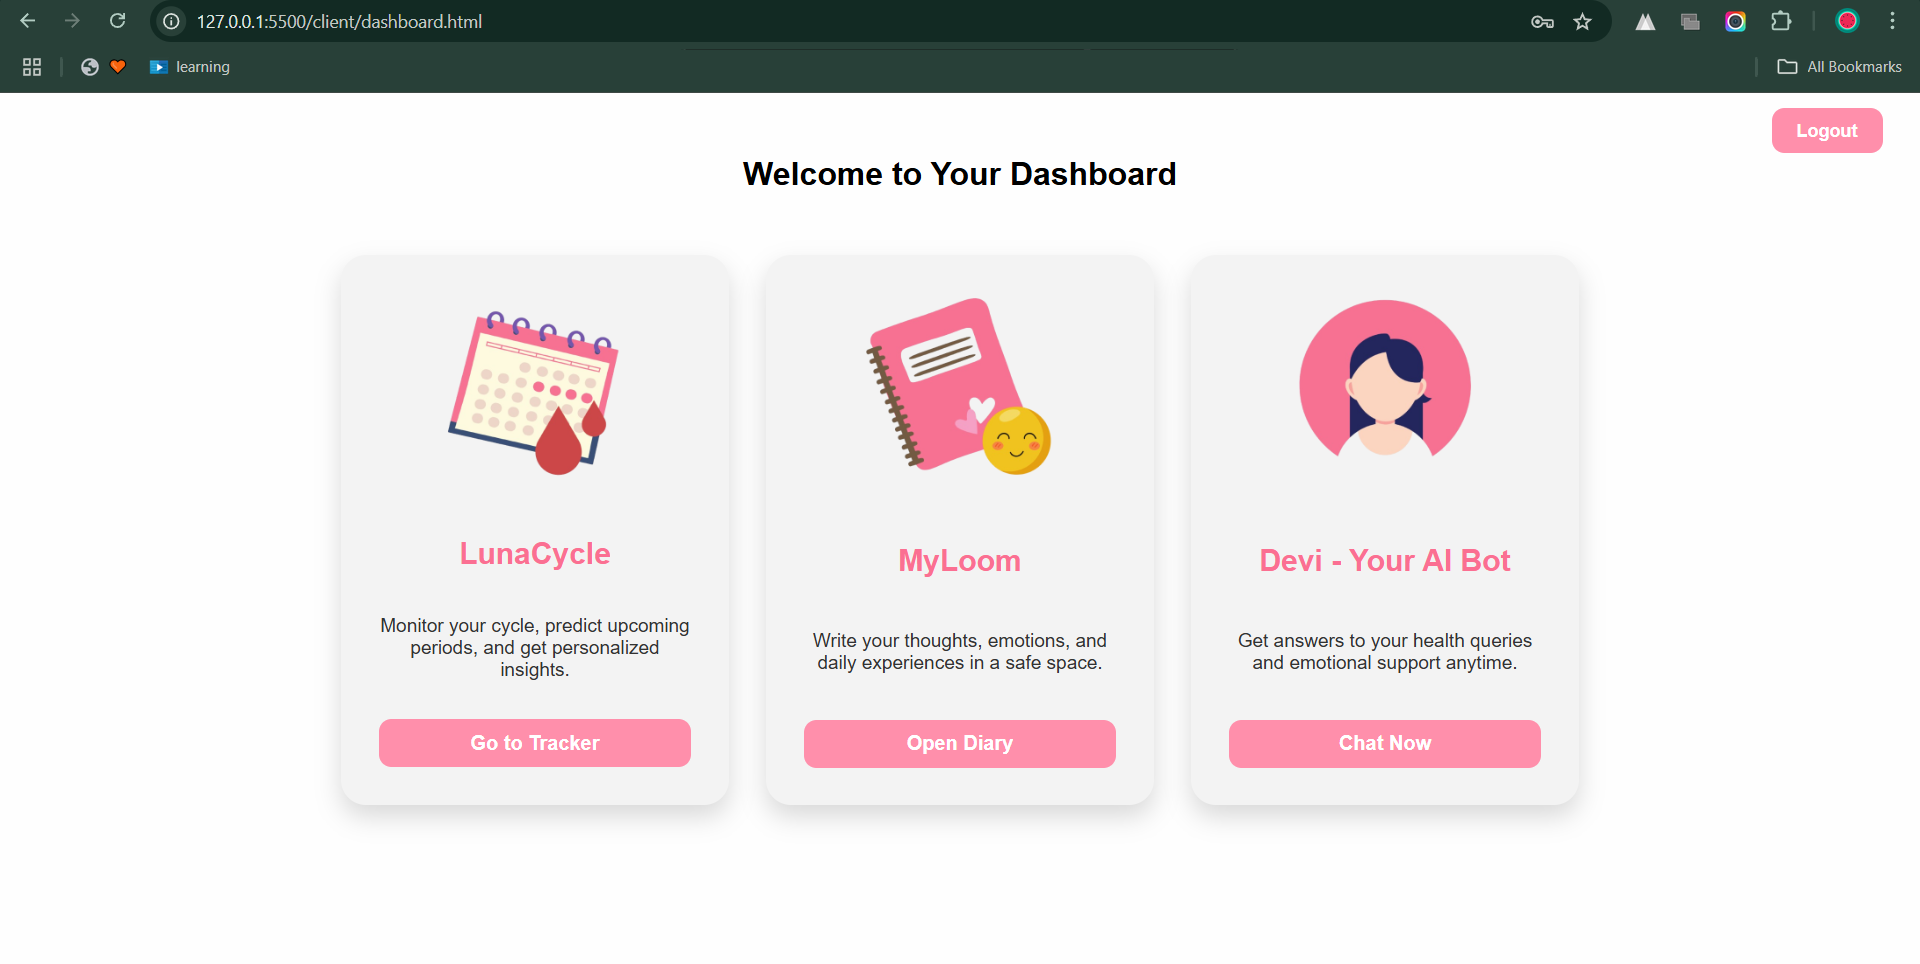 127.0.0.1:5500/client/dashboard.html
learning
All Bookmarks
Logout
Welcome to Your Dashboard
LunaCycle
Monitor your cycle, predict upcoming
periods, and get personalized
insights.
Go to Tracker
MyLoom
Write your thoughts, emotions, and
daily experiences in a safe space.
Open Diary
Devi - Your AI Bot
Get answers to your health queries
and emotional support anytime.
Chat Now